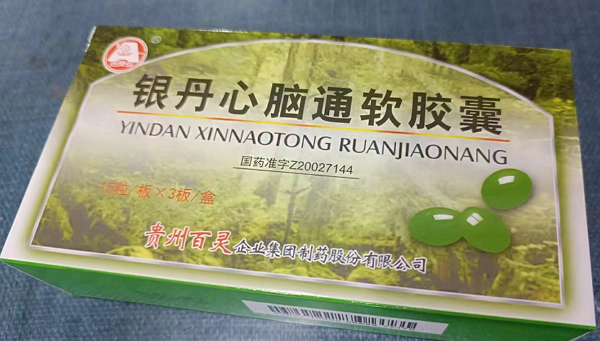 银丹心脑通软胶囊
YINDAN XINNAOTONG RUANJIAONANG
国药准字Z20027144
15粒/板×3板/盒
贵州百灵企业集团制药股份有限公司